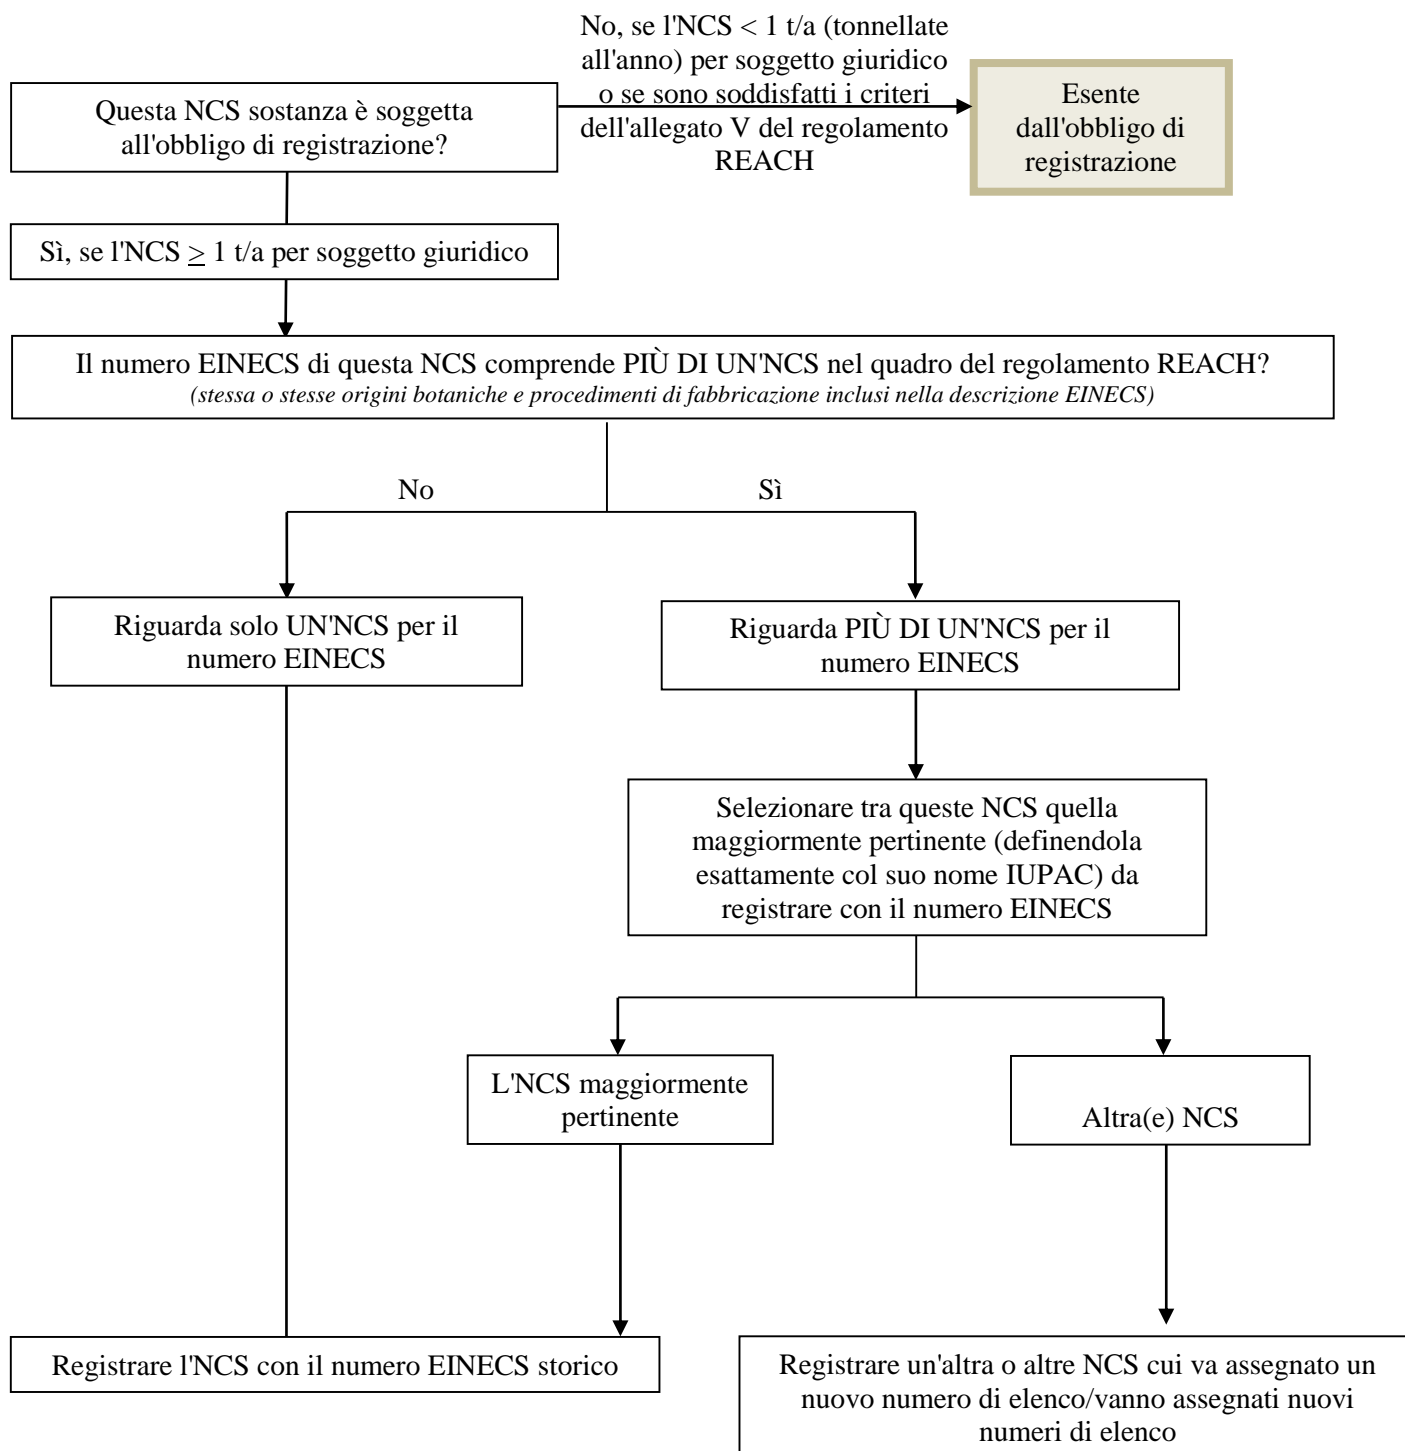 No, se l'NCS < 1 t/a (tonnellate
all'anno) per soggetto giuridico
o se sono soddisfatti i criteri
dell'allegato V del regolamento
REACH
Questa NCS sostanza è soggetta
all'obbligo di registrazione?
Esente
dall'obbligo di
registrazione
Sì, se l'NCS ≥ 1 t/a per soggetto giuridico
Il numero EINECS di questa NCS comprende PIÙ DI UN'NCS nel quadro del regolamento REACH?
(stessa o stesse origini botaniche e procedimenti di fabbricazione inclusi nella descrizione EINECS)
No
Sì
Riguarda solo UN'NCS per il
numero EINECS
Riguarda PIÙ DI UN'NCS per il
numero EINECS
Selezionare tra queste NCS quella
maggiormente pertinente (definendola
esattamente col suo nome IUPAC) da
registrare con il numero EINECS
L'NCS maggiormente
pertinente
Altra(e) NCS
Registrare l'NCS con il numero EINECS storico
Registrare un'altra o altre NCS cui va assegnato un
nuovo numero di elenco/vanno assegnati nuovi
numeri di elenco